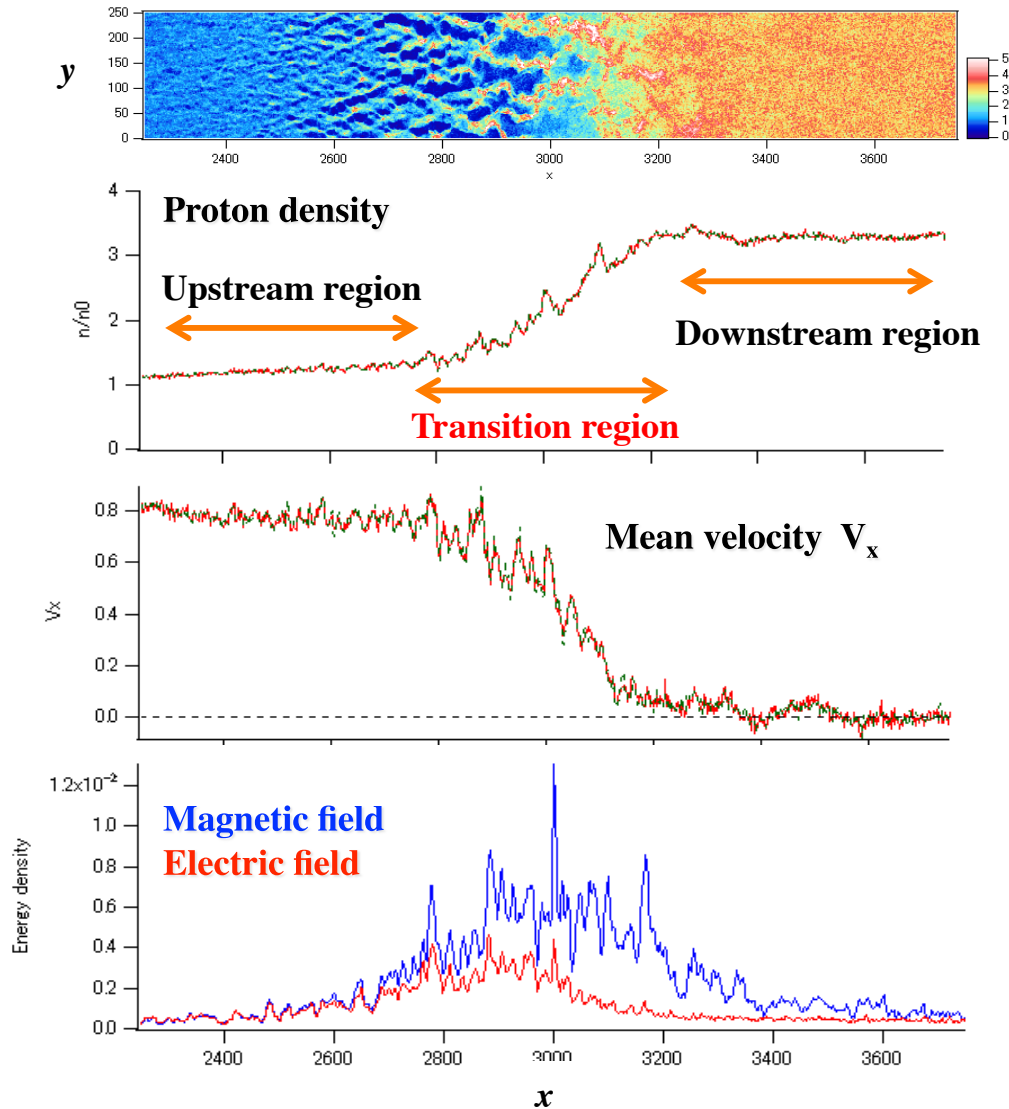 250
200
y
150
100
50
0
5
4
3
2
1
0
2400 2600 2800 3000 3200 3400 3600
x
4
3
2
1
0
n/n0
Proton density
Upstream region
Downstream region
Transition region
0.8
0.6
0.4
0.2
0.0
Vx
Mean velocity Vx
1.2x10⁻²
1.0
0.8
0.6
0.4
0.2
0.0
Energy density
Magnetic field
Electric field
2400 2600 2800 3000 3200 3400 3600
x